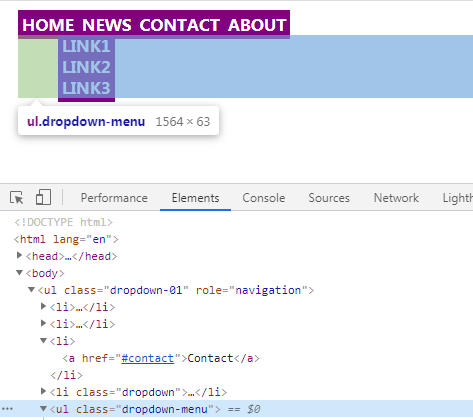 HOME NEWS CONTACT ABOUT
LINK1
LINK2
LINK3
ul.dropdown-menu 1564 × 63
Performance Elements Console Sources Network Lighth
<!DOCTYPE html>
<html lang="en">
<head>…</head>
<body>
<ul class="dropdown-01" role="navigation">
<li>…</li>
<li>…</li>
<li>
<a href="#contact">Contact</a>
</li>
<li class="dropdown">…</li>
… <ul class="dropdown-menu"> == $0